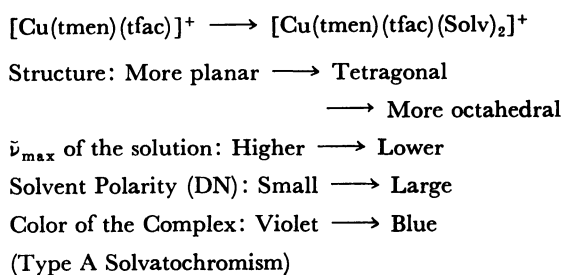 [Cu(tmen)(tfac)]⁺ ⟶ [Cu(tmen)(tfac)(Solv)₂]⁺
Structure: More planar ⟶ Tetragonal
⟶ More octahedral
ν̃ₘₐₓ of the solution: Higher ⟶ Lower
Solvent Polarity (DN): Small ⟶ Large
Color of the Complex: Violet ⟶ Blue
(Type A Solvatochromism)